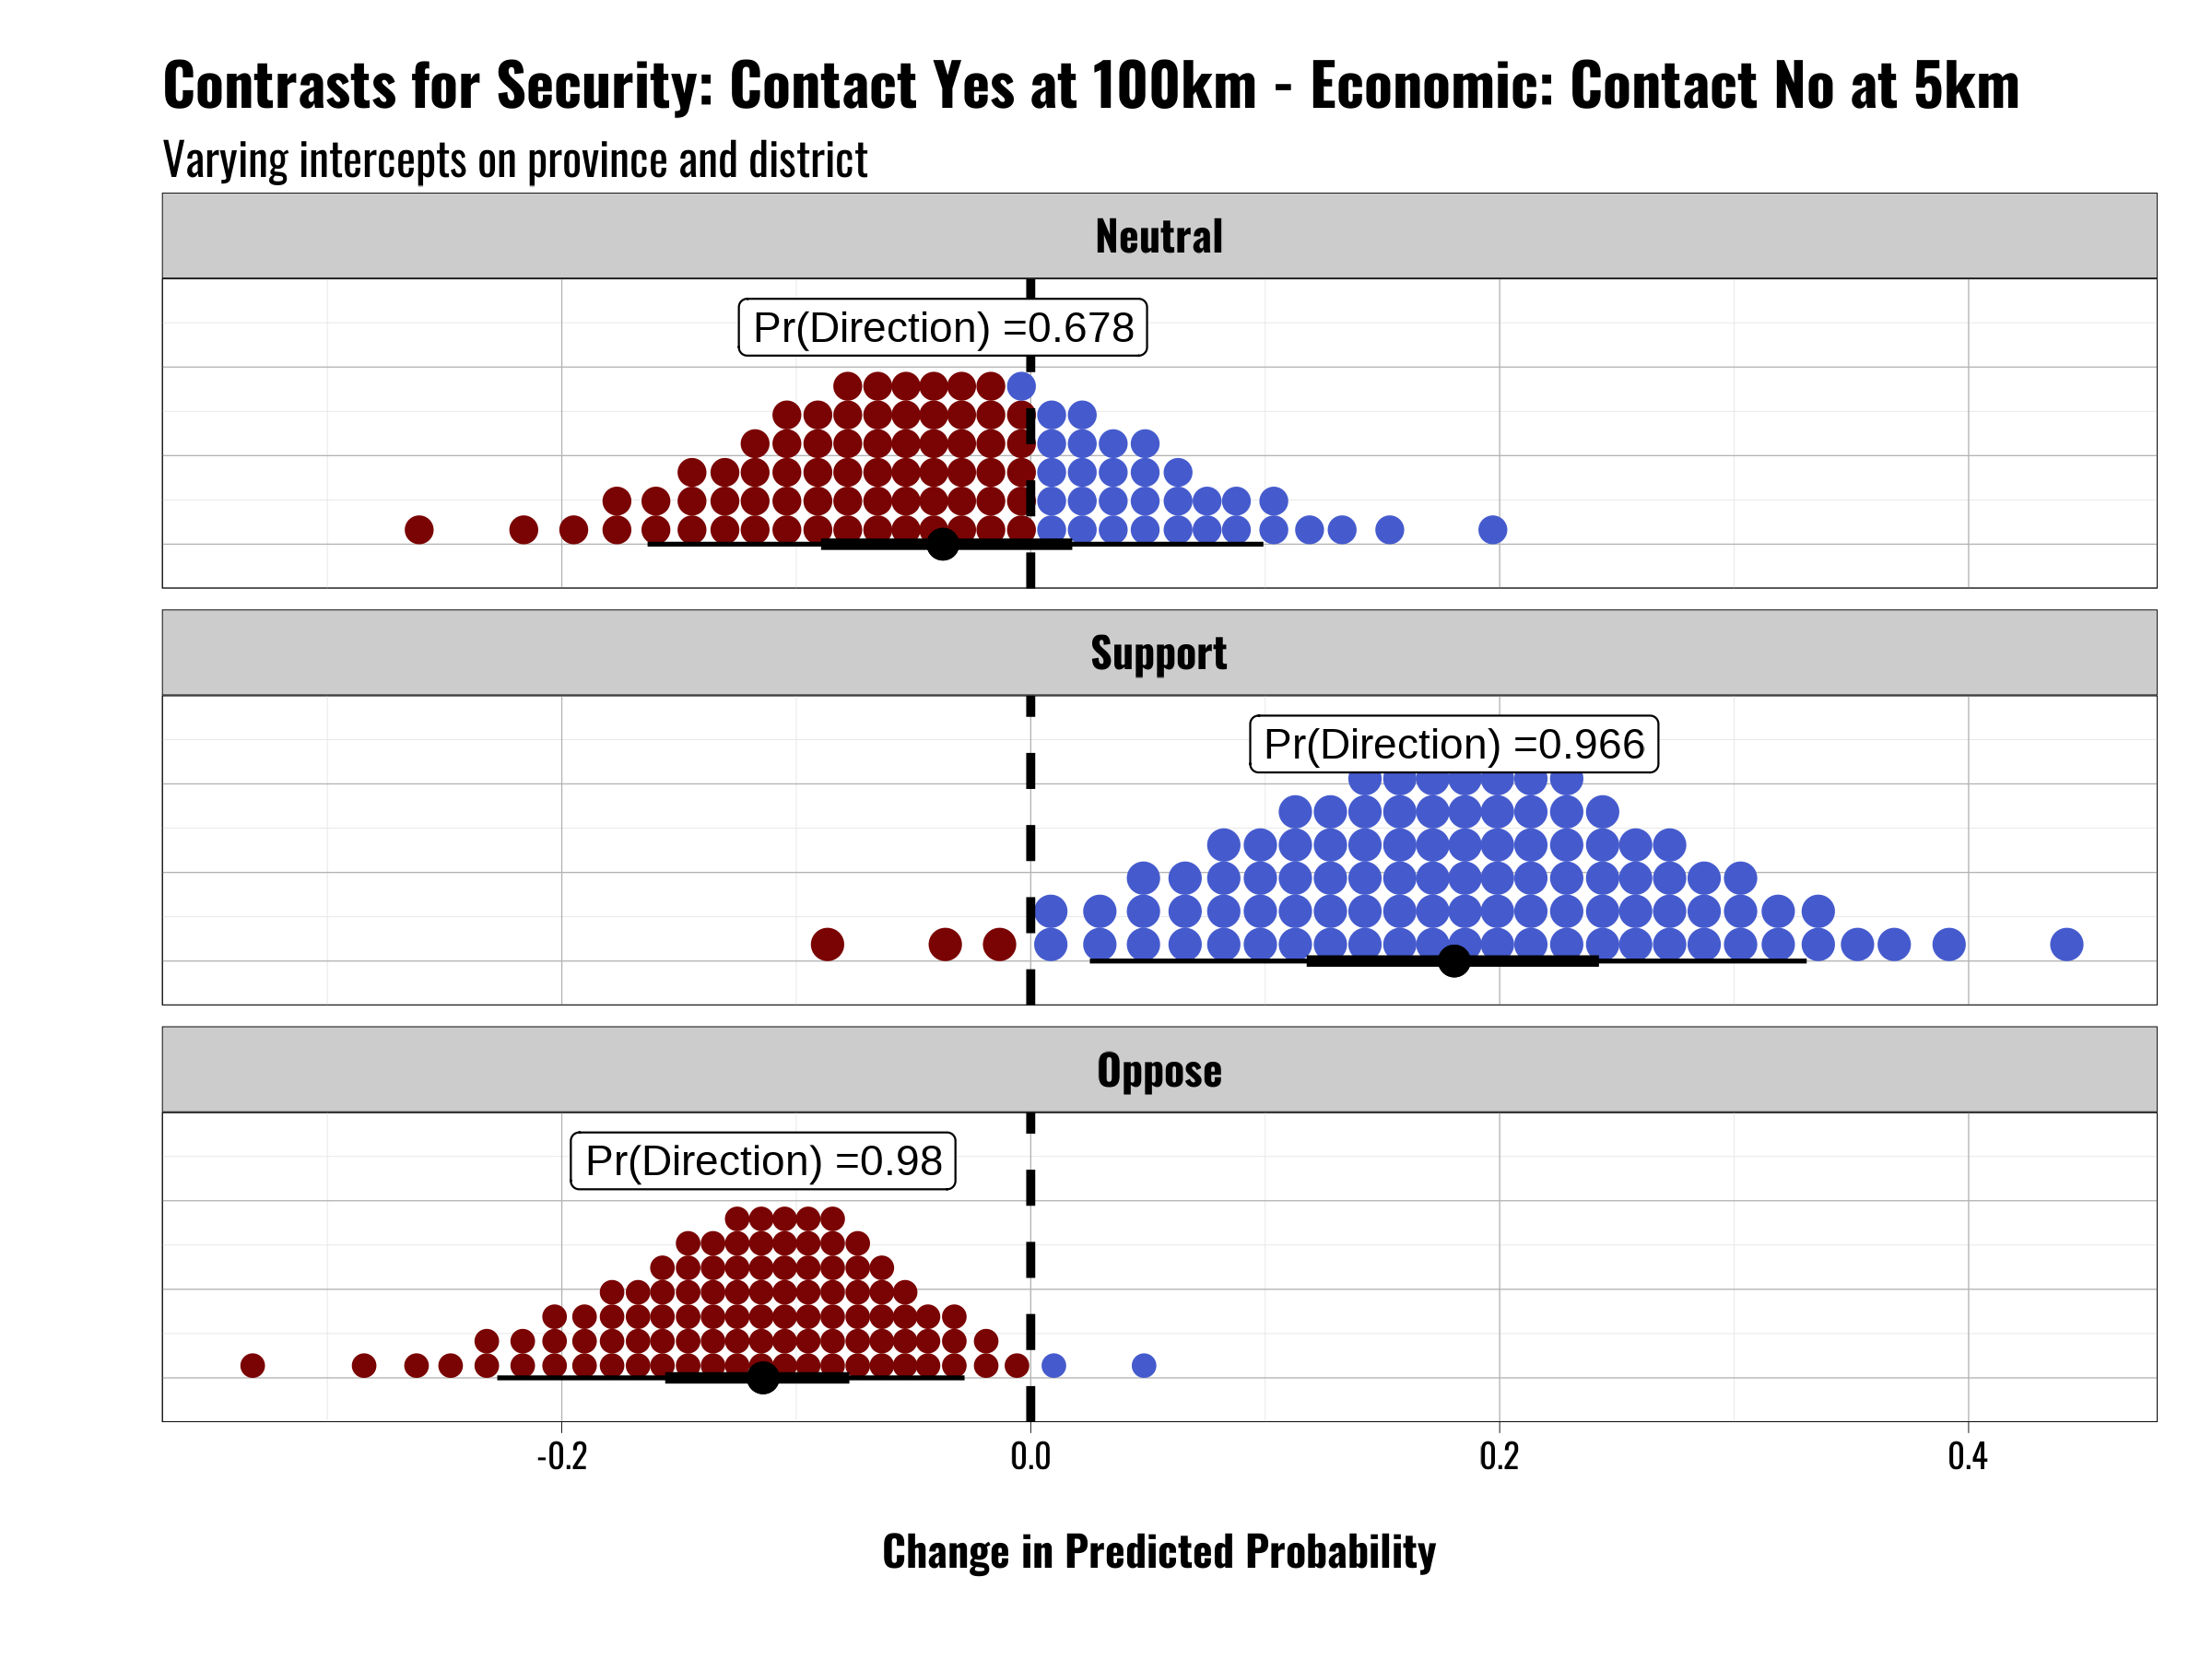 Contrasts for Security: Contact Yes at 100km - Economic: Contact No at 5km
Varying intercepts on province and district
Neutral
Pr(Direction) =0.678
Support
Pr(Direction) =0.966
Oppose
Pr(Direction) =0.98
-0.2 0.0 0.2 0.4
Change in Predicted Probability